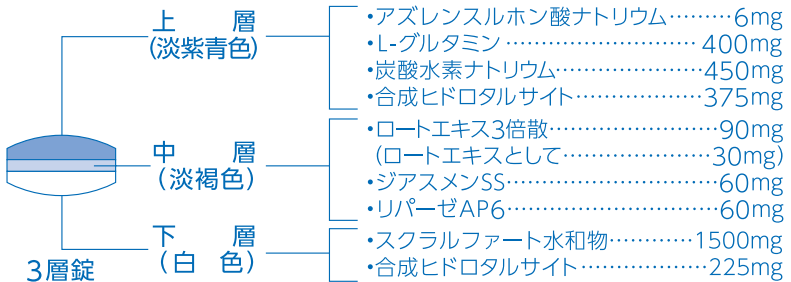 上層
(淡紫青色)
•アズレンスルホン酸ナトリウム………6mg
•L-グルタミン………………………400mg
•炭酸水素ナトリウム…………………450mg
•合成ヒドロタルサイト………………375mg
中層
(淡褐色)
•ロートエキス3倍散……………………90mg
(ロートエキスとして…………………30mg)
•ジアスメンSS…………………………60mg
•リパーゼAP6…………………………60mg
下層
(白色)
•スクラルファート水和物…………1500mg
•合成ヒドロタルサイト………………225mg
3層錠